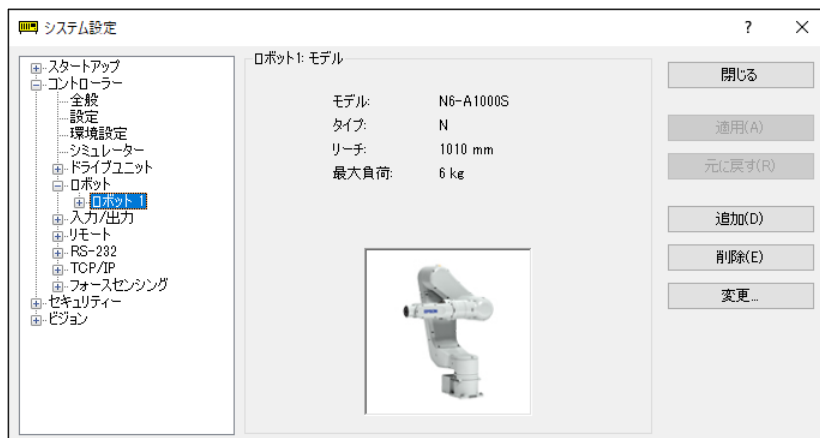 システム設定
? ×
スタートアップ
コントローラー
全般
設定
環境設定
シミュレーター
ドライブユニット
ロボット
ロボット 1
入力/出力
リモート
RS-232
TCP/IP
フォースセンシング
セキュリティー
ビジョン
ロボット1: モデル
モデル: N6-A1000S
タイプ: N
リーチ: 1010 mm
最大負荷: 6 kg
EPSON
閉じる
適用(A)
元に戻す(R)
追加(D)
削除(E)
変更...